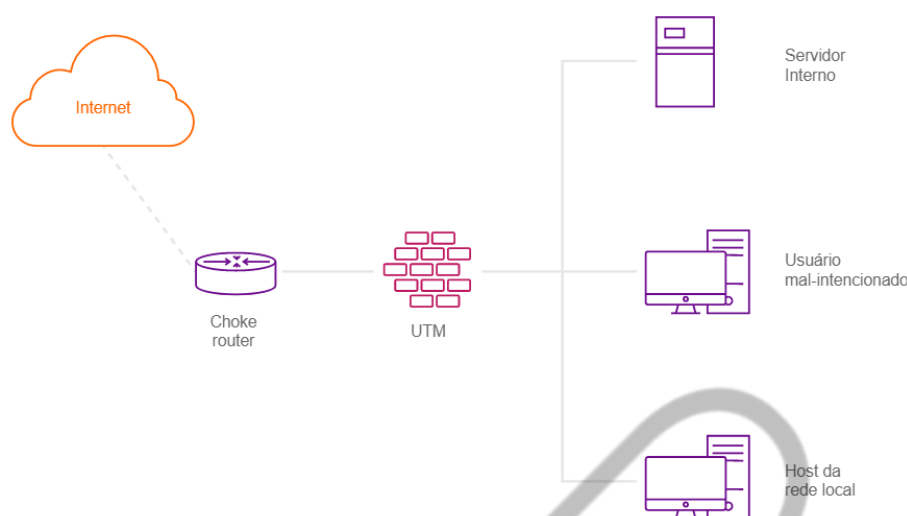 Internet
Servidor
Interno
Usuário
mal-intencionado
Choke
router
UTM
Host da
rede local